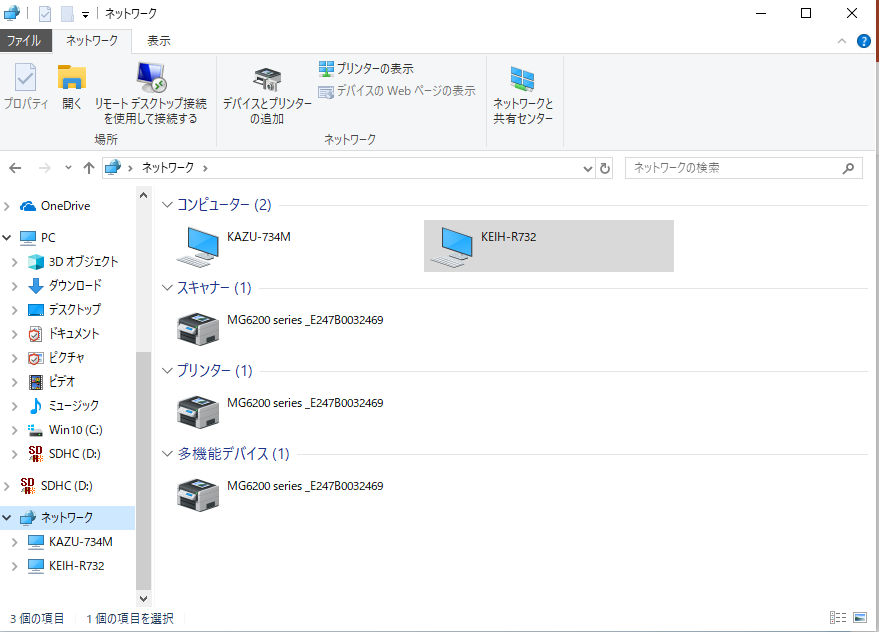 ネットワーク
ファイル
ネットワーク
表示
プロパティ
開く
リモート デスクトップ接続
を使用して接続する
場所
デバイスとプリンター
の追加
プリンターの表示
デバイスの Web ページの表示
ネットワーク
ネットワークと
共有センター
ネットワーク
ネットワークの検索
OneDrive
PC
3D オブジェクト
ダウンロード
デスクトップ
ドキュメント
ピクチャ
ビデオ
ミュージック
Win10 (C:)
SDHC (D:)
SDHC (D:)
ネットワーク
KAZU-734M
KEIH-R732
コンピューター (2)
KAZU-734M
KEIH-R732
スキャナー (1)
MG6200 series _E247B0032469
プリンター (1)
MG6200 series _E247B0032469
多機能デバイス (1)
MG6200 series _E247B0032469
3 個の項目
1 個の項目を選択